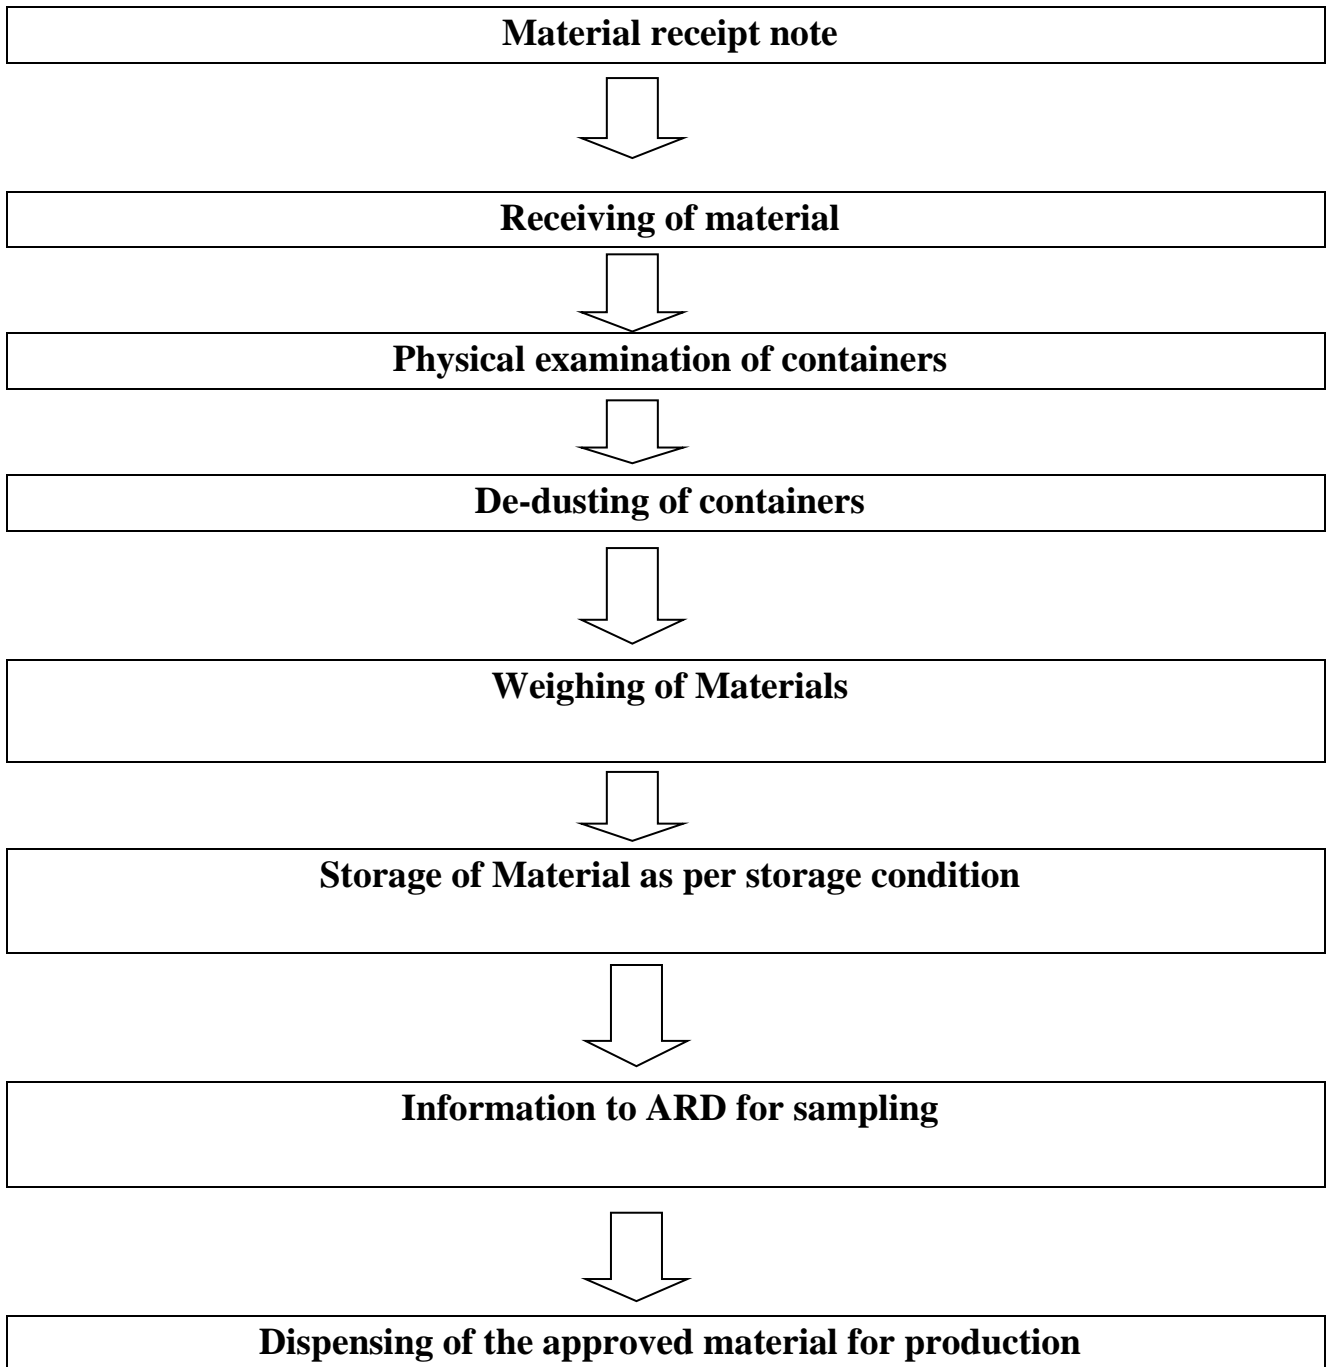 Material receipt note
Receiving of material
Physical examination of containers
De-dusting of containers
Weighing of Materials
Storage of Material as per storage condition
Information to ARD for sampling
Dispensing of the approved material for production